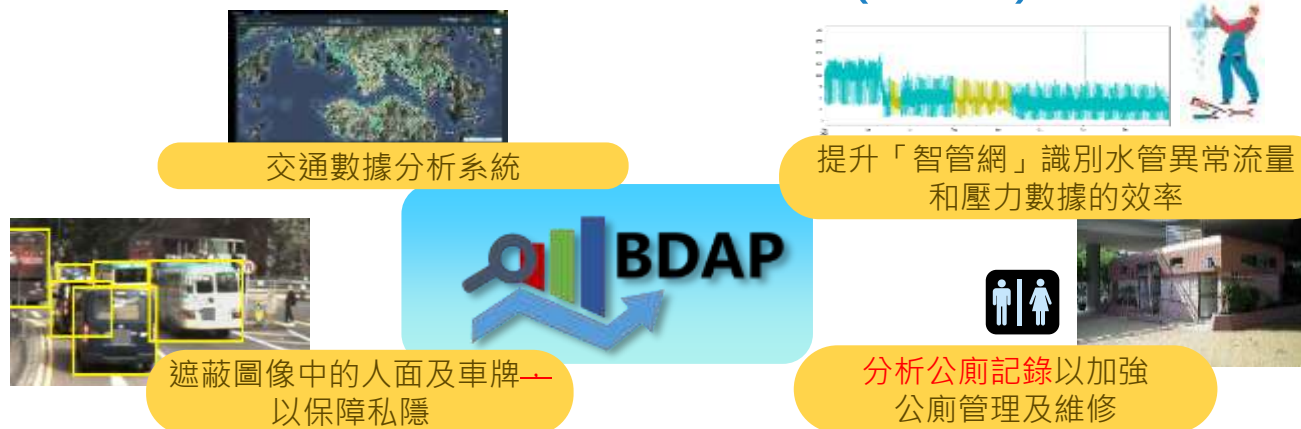 交通數據分析系統
提升「智管網」識別水管異常流量
和壓力數據的效率
BDAP
遮蔽圖像中的人面及車牌，
以保障私隱
分析公廁記錄以加強
公廁管理及維修